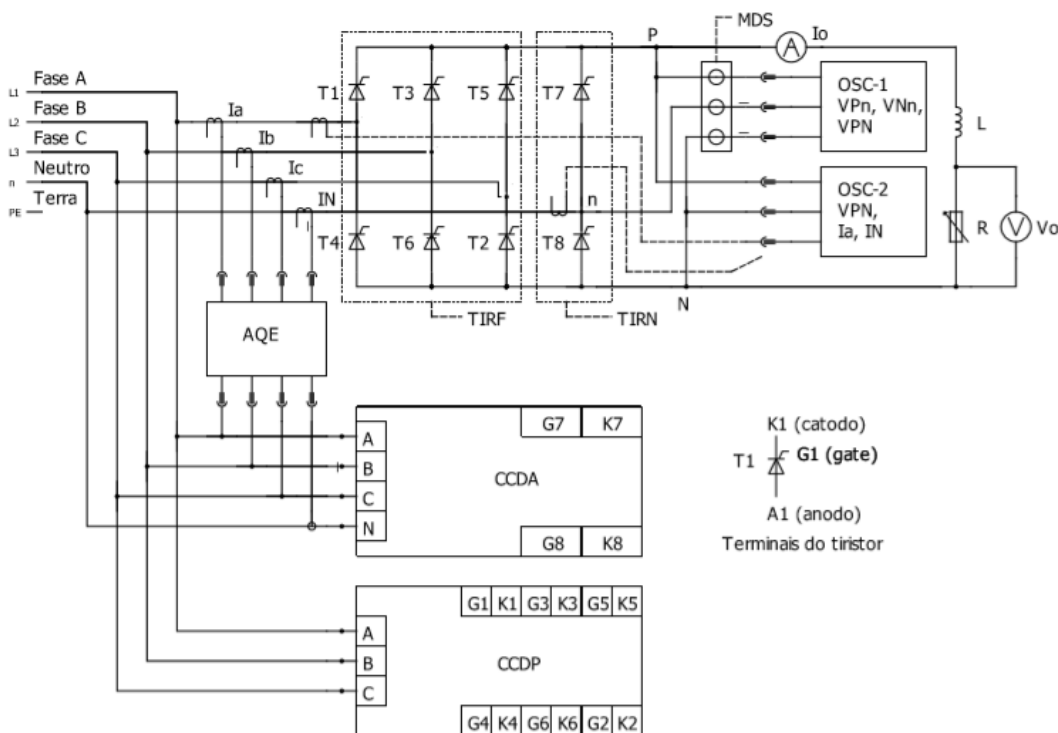 MDS
P
A
Io
Fase A
L1
Fase B
L2
Fase C
L3
Neutro
n
Terra
PE
Ia
Ib
Ic
IN
T1
T3
T5
T7
T4
T6
T2
T8
n
N
OSC-1
VPn, VNn,
VPN
OSC-2
VPN,
Ia, IN
L
R
V
Vo
TIRF
TIRN
AQE
G7 K7
A
B
C
N
CCDA
G8 K8
K1 (catodo)
T1
G1 (gate)
A1 (anodo)
Terminais do tiristor
G1 K1 G3 K3 G5 K5
A
B
C
CCDP
G4 K4 G6 K6 G2 K2